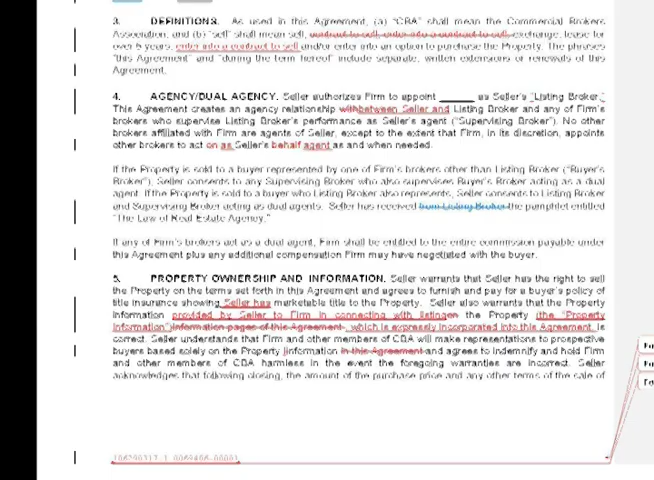 3. DEFINITIONS. As used in this Agreement, (a) "CBA" shall mean the Commercial Brokers
Association; and (b) "sell" shall mean sell, contract to sell, enter into a contract to sell, exchange, lease for
over 5 years, enter into a contract to sell and/or enter into an option to purchase the Property. The phrases
"this Agreement" and "during the term hereof" include separate, written extensions or renewals of this
Agreement.
4. AGENCY/DUAL AGENCY. Seller authorizes Firm to appoint ______ as Seller's "Listing Broker."
This Agreement creates an agency relationship withbetween Seller and Listing Broker and any of Firm's
brokers who supervise Listing Broker's performance as Seller's agent ("Supervising Broker"). No other
brokers affiliated with Firm are agents of Seller, except to the extent that Firm, in its discretion, appoints
other brokers to act on as Seller's behalf agent as and when needed.
If the Property is sold to a buyer represented by one of Firm's brokers other than Listing Broker ("Buyer's
Broker"), Seller consents to any Supervising Broker who also supervises Buyer's Broker acting as a dual
agent. If the Property is sold to a buyer who Listing Broker also represents, Seller consents to Listing Broker
and Supervising Broker acting as dual agents. Seller has received from Listing Broker the pamphlet entitled
"The Law of Real Estate Agency."
If any of Firm's brokers act as a dual agent, Firm shall be entitled to the entire commission payable under
this Agreement plus any additional compensation Firm may have negotiated with the buyer.
5. PROPERTY OWNERSHIP AND INFORMATION. Seller warrants that Seller has the right to sell
the Property on the terms set forth in this Agreement and agrees to furnish and pay for a buyer's policy of
title insurance showing Seller has marketable title to the Property. Seller also warrants that the Property
information provided by Seller to Firm in connecting with listingon the Property (the "Property
Information")information pages of this Agreement , which is expressly incorporated into this Agreement, is
correct. Seller understands that Firm and other members of CBA will make representations to prospective
buyers based solely on the Property Iinformation in this Agreement and agrees to indemnify and hold Firm
and other members of CBA harmless in the event the foregoing warranties are incorrect. Seller
acknowledges that following closing, the amount of the purchase price and any other terms of the sale of